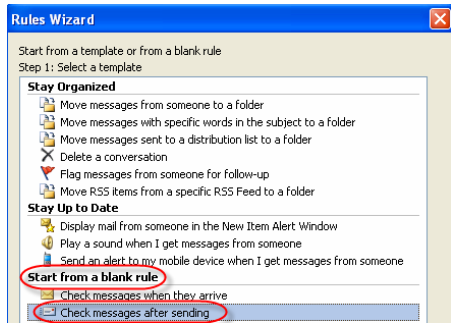 Rules Wizard
Start from a template or from a blank rule
Step 1: Select a template
Stay Organized
Move messages from someone to a folder
Move messages with specific words in the subject to a folder
Move messages sent to a distribution list to a folder
Delete a conversation
Flag messages from someone for follow-up
Move RSS items from a specific RSS Feed to a folder
Stay Up to Date
Display mail from someone in the New Item Alert Window
Play a sound when I get messages from someone
Send an alert to my mobile device when I get messages from someone
Start from a blank rule
Check messages when they arrive
Check messages after sending